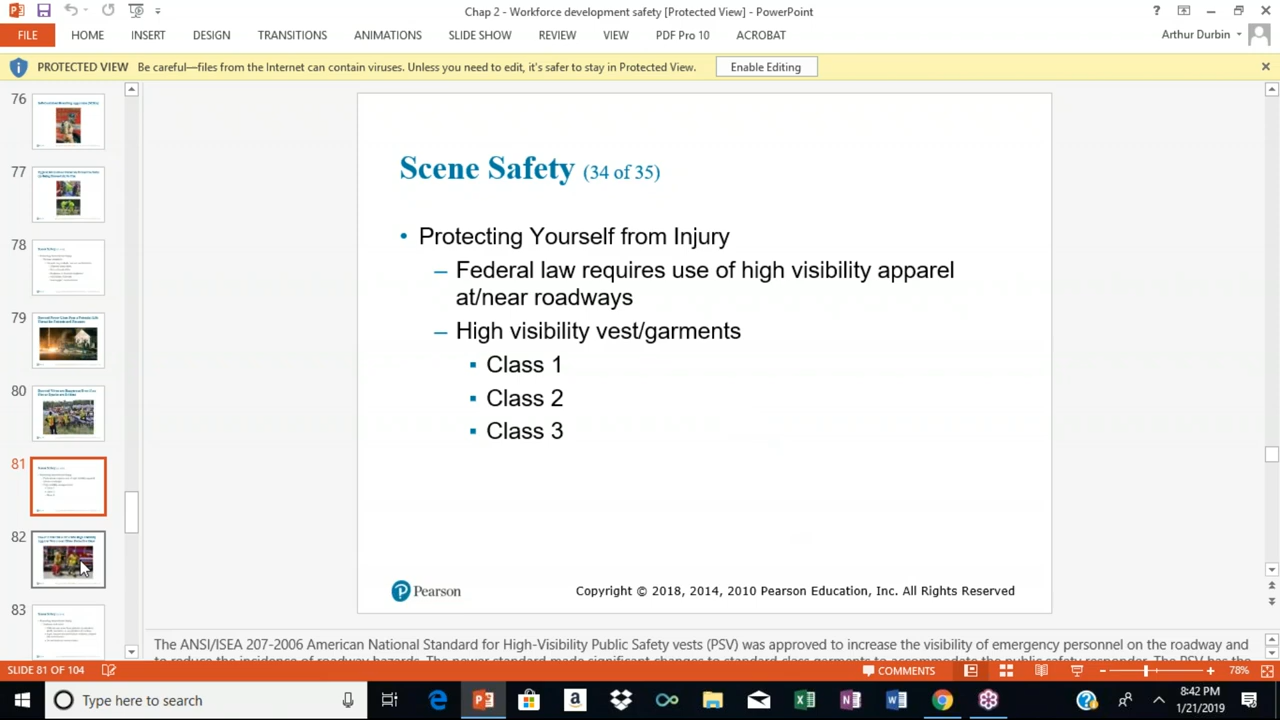 Chap 2 - Workforce development safety [Protected View] - PowerPoint
?
FILE
HOME
INSERT
DESIGN
TRANSITIONS
ANIMATIONS
SLIDE SHOW
REVIEW
VIEW
PDF Pro 10
ACROBAT
Arthur Durbin
PROTECTED VIEW Be careful—files from the Internet can contain viruses. Unless you need to edit, it's safer to stay in Protected View.
Enable Editing
76
77
78
79
80
81
82
83
Scene Safety (34 of 35)
• Protecting Yourself from Injury
– Federal law requires use of high visibility apparel
at/near roadways
– High visibility vest/garments
▪ Class 1
▪ Class 2
▪ Class 3
Pearson
Copyright © 2018, 2014, 2010 Pearson Education, Inc. All Rights Reserved
The ANSI/ISEA 207-2006 American National Standard for High-Visibility Public Safety vests (PSV) was approved to increase the visibility of emergency personnel on the roadway and
SLIDE 81 OF 104
COMMENTS
78%
Type here to search
8:42 PM
1/21/2019